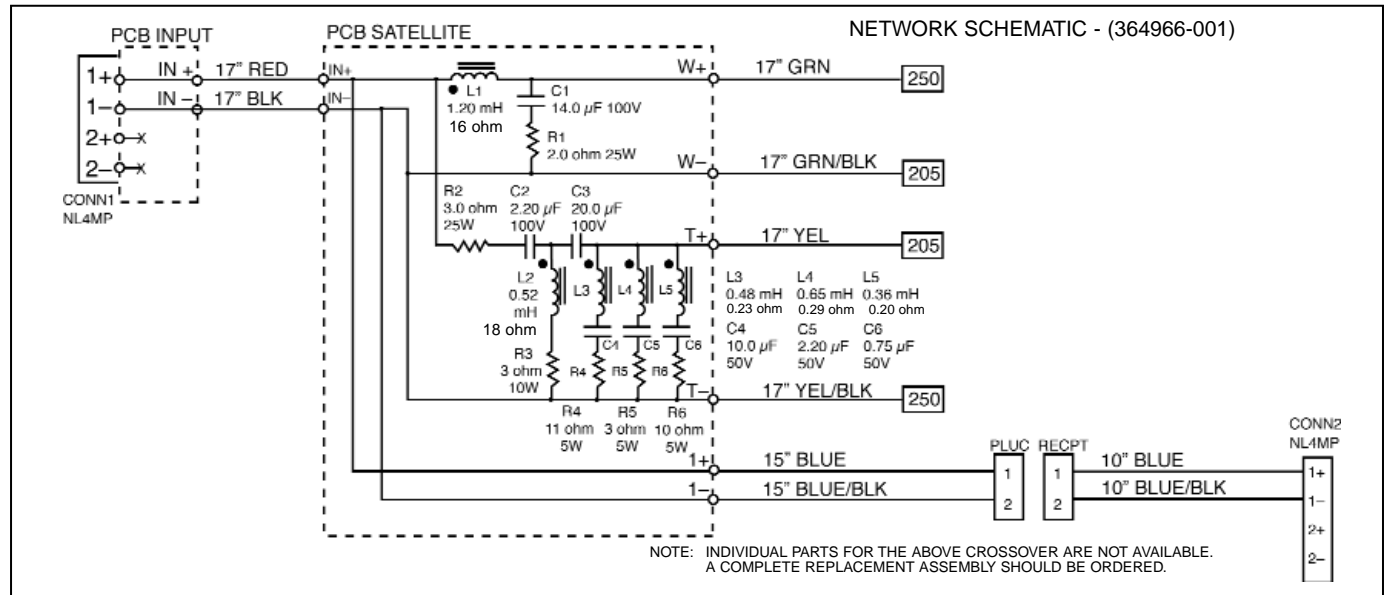 NETWORK SCHEMATIC - (364966-001)
PCB INPUT
PCB SATELLITE
1+ IN + 17" RED IN+ W+ 17" GRN 250
1– IN – 17" BLK IN–
2+ x
2– x
CONN1
NL4MP
L1
1.20 mH
16 ohm
C1
14.0 µF 100V
R1
2.0 ohm 25W
W– 17" GRN/BLK 205
R2
3.0 ohm
25W
C2
2.20 µF
100V
C3
20.0 µF
100V
T+ 17" YEL 205
L2
0.52
mH
18 ohm
L3 L4 L5
C4 C5 C6
R3
3 ohm
10W
R4 R5 R6
L3
0.48 mH
0.23 ohm
L4
0.65 mH
0.29 ohm
L5
0.36 mH
0.20 ohm
C4
10.0 µF
50V
C5
2.20 µF
50V
C6
0.75 µF
50V
T– 17" YEL/BLK 250
R4
11 ohm
5W
R5
3 ohm
5W
R6
10 ohm
5W
1+ 15" BLUE
1– 15" BLUE/BLK
PLUC RECPT
1 1
2 2
10" BLUE
10" BLUE/BLK
CONN2
NL4MP
1+
1–
2+
2–
NOTE: INDIVIDUAL PARTS FOR THE ABOVE CROSSOVER ARE NOT AVAILABLE.
A COMPLETE REPLACEMENT ASSEMBLY SHOULD BE ORDERED.